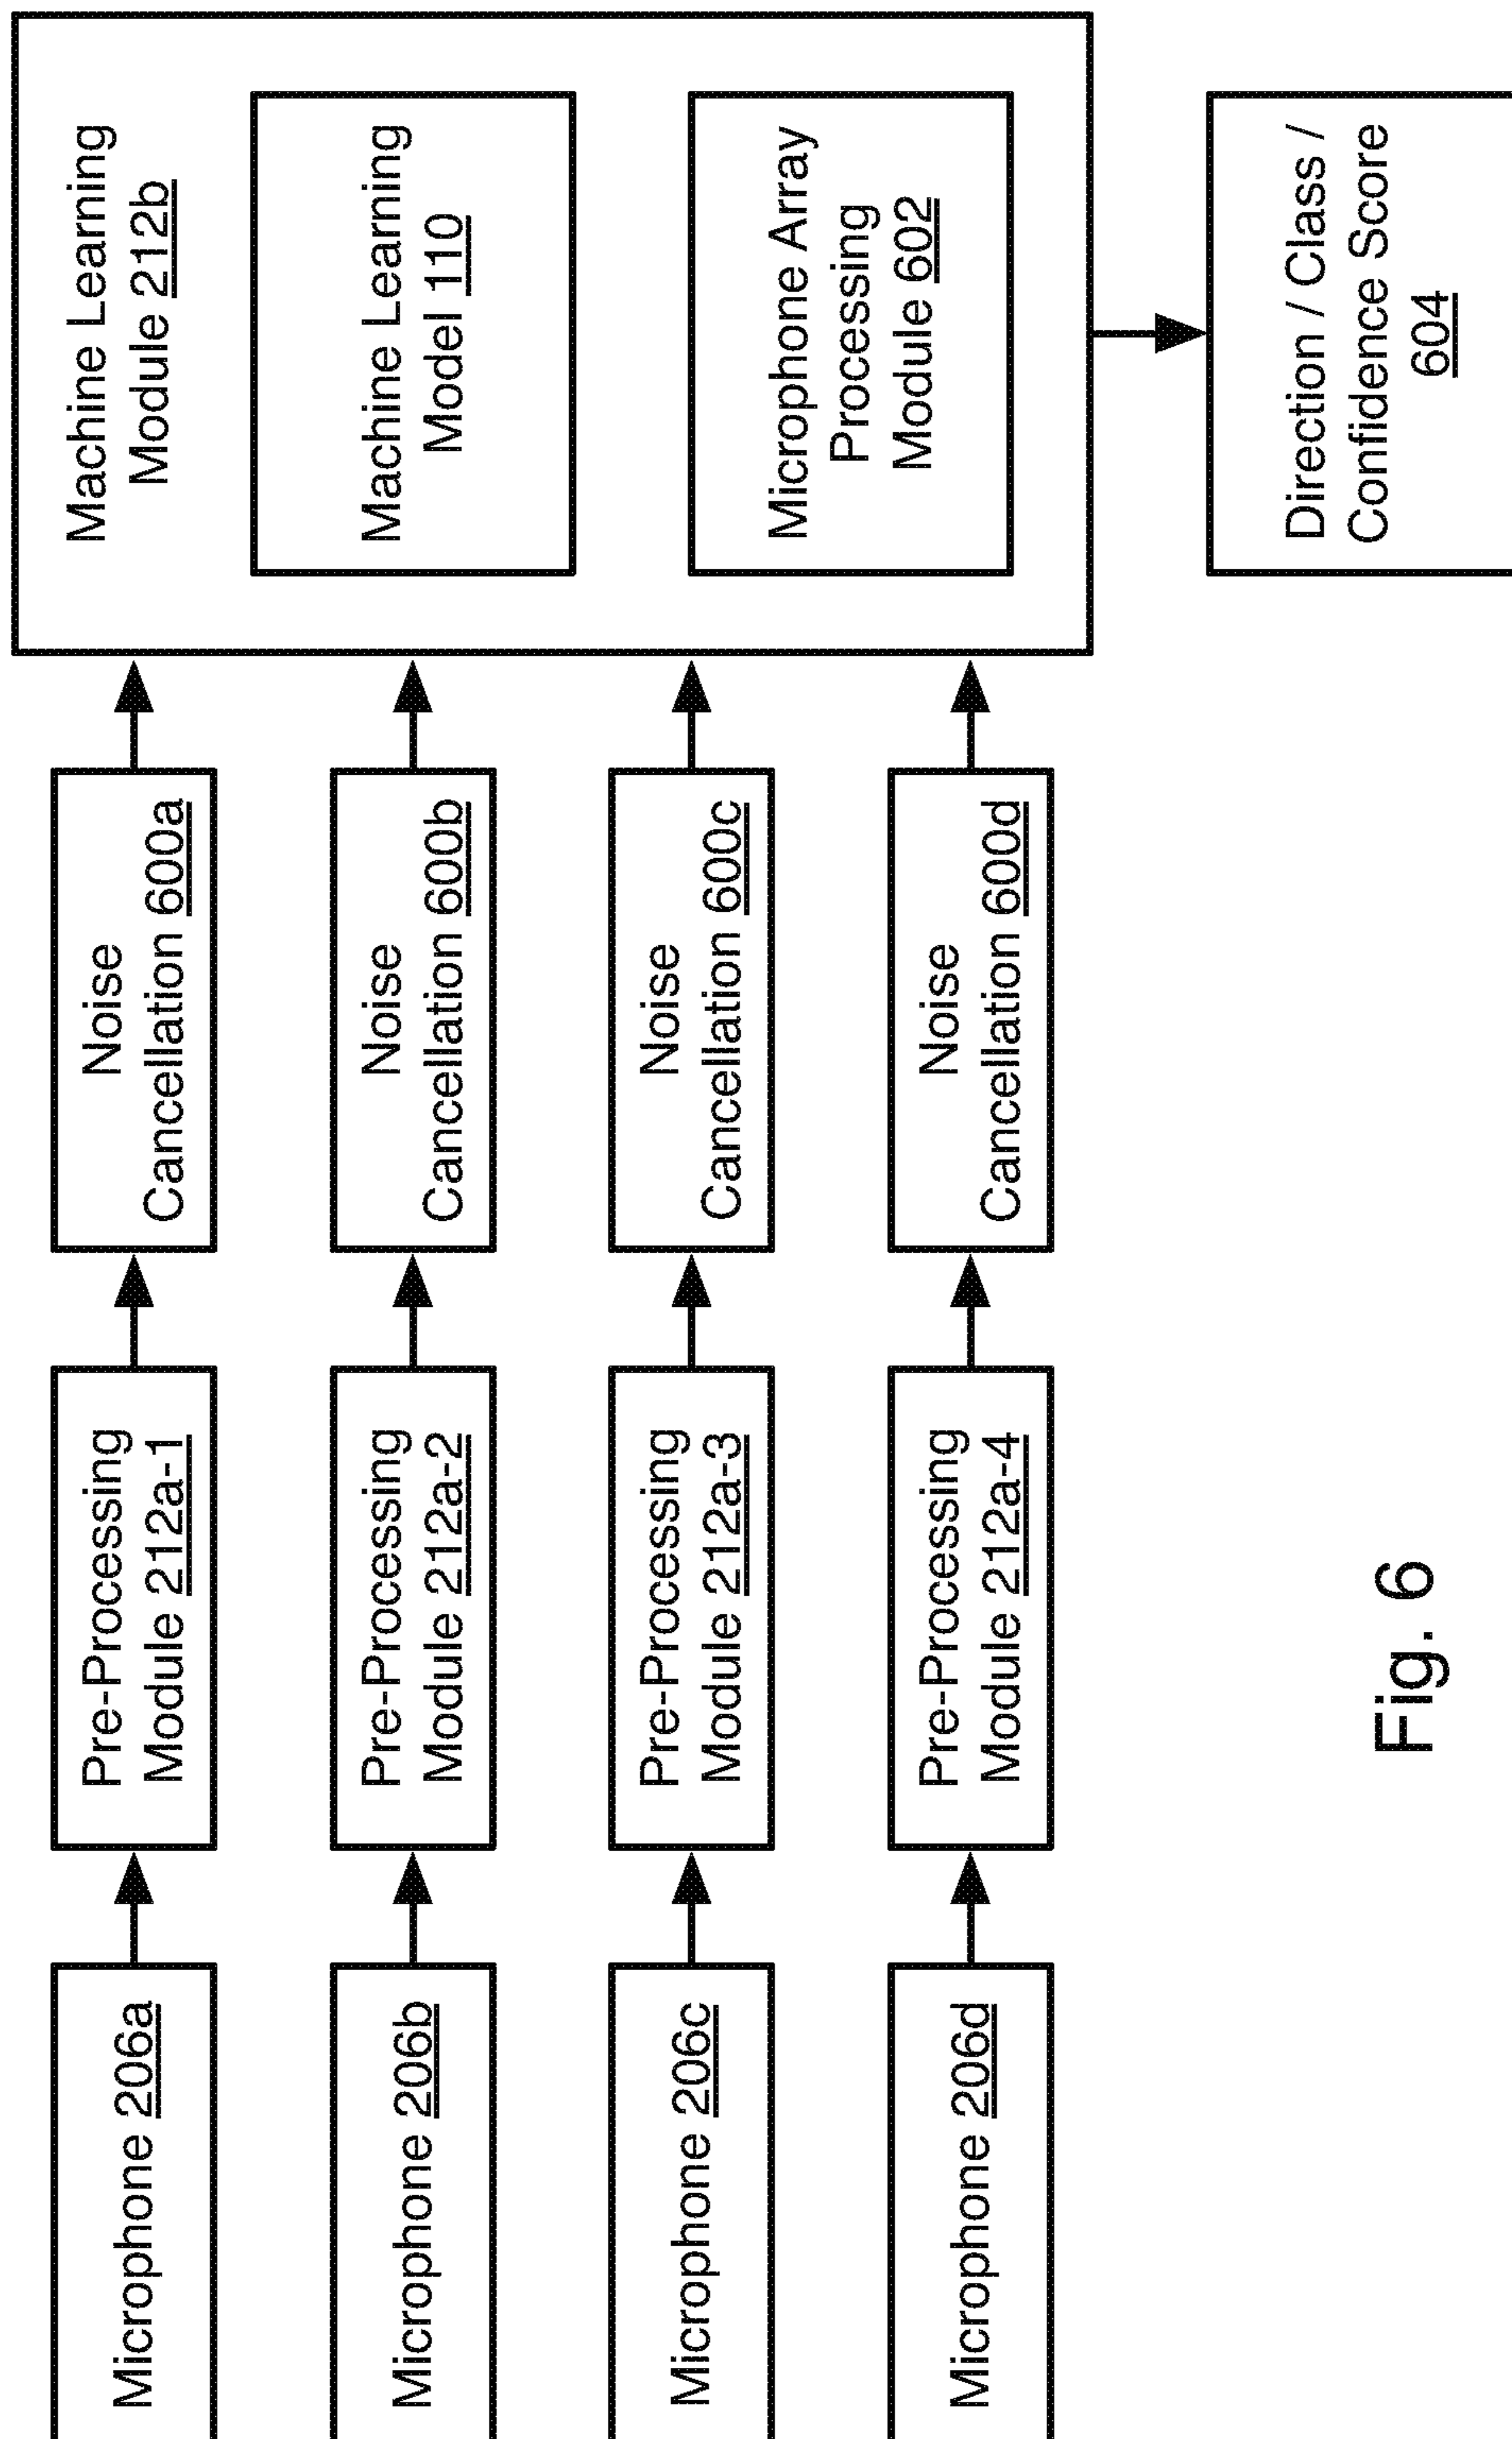 Microphone 206a
Pre-Processing
Module 212a-1
Noise
Cancellation 600a
Microphone 206b
Pre-Processing
Module 212a-2
Noise
Cancellation 600b
Microphone 206c
Pre-Processing
Module 212a-3
Noise
Cancellation 600c
Microphone 206d
Pre-Processing
Module 212a-4
Noise
Cancellation 600d
Machine Learning
Module 212b
Machine Learning
Model 110
Microphone Array
Processing
Module 602
Direction / Class /
Confidence Score
604
Fig. 6